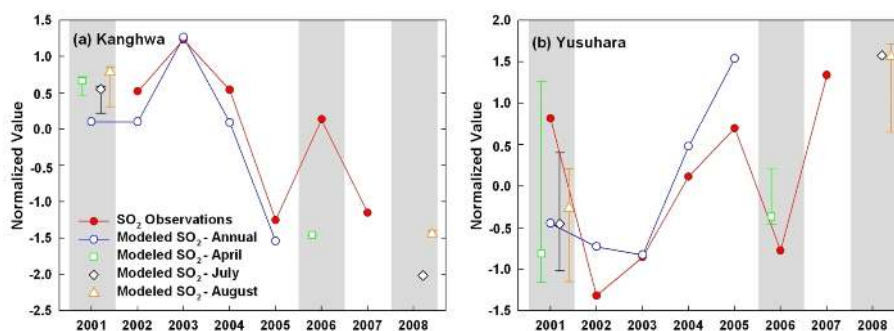 (a) Kanghwa
Normalized Value
1.5
1.0
0.5
0.0
-0.5
-1.0
-1.5
-2.0
-2.5
SO2 Observations
Modeled SO2 - Annual
Modeled SO2 - April
Modeled SO2 - July
Modeled SO2 - August
2001 2002 2003 2004 2005 2006 2007 2008
(b) Yusuhara
Normalized Value
2.0
1.5
1.0
0.5
0.0
-0.5
-1.0
-1.5
2001 2002 2003 2004 2005 2006 2007 2008